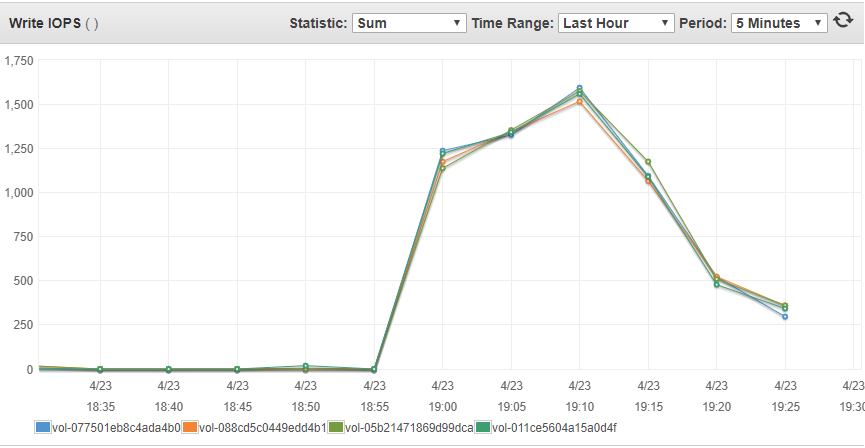 Write IOPS ( ) Statistic: Sum Time Range: Last Hour Period: 5 Minutes
1,750
1,500
1,250
1,000
750
500
250
0
4/23 4/23 4/23 4/23 4/23 4/23 4/23 4/23 4/23 4/23 4/23 4/23
18:35 18:40 18:45 18:50 18:55 19:00 19:05 19:10 19:15 19:20 19:25 19:30
vol-077501eb8c4ada4b0 vol-088cd5c0449edd4b1 vol-05b21471869d99dca vol-011ce5604a15a0d4f